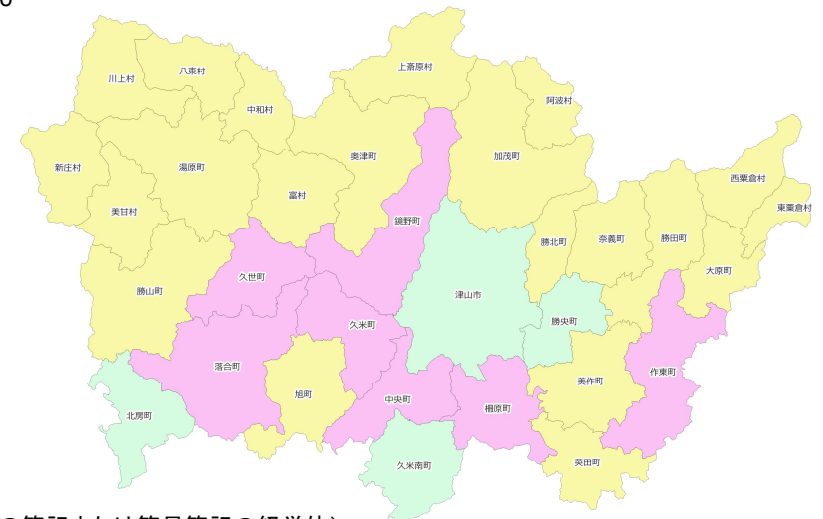 上斎原村
八束村
川上村
阿波村
中和村
奥津町
加茂町
新庄村
湯原町
西粟倉村
富村
東粟倉村
美甘村
鏡野町
勝北町
奈義町
勝田町
大原町
久世町
勝山町
津山市
久米町
勝央町
落合町
作東町
美作町
旭町
中央町
柵原町
北房町
英田町
久米南町